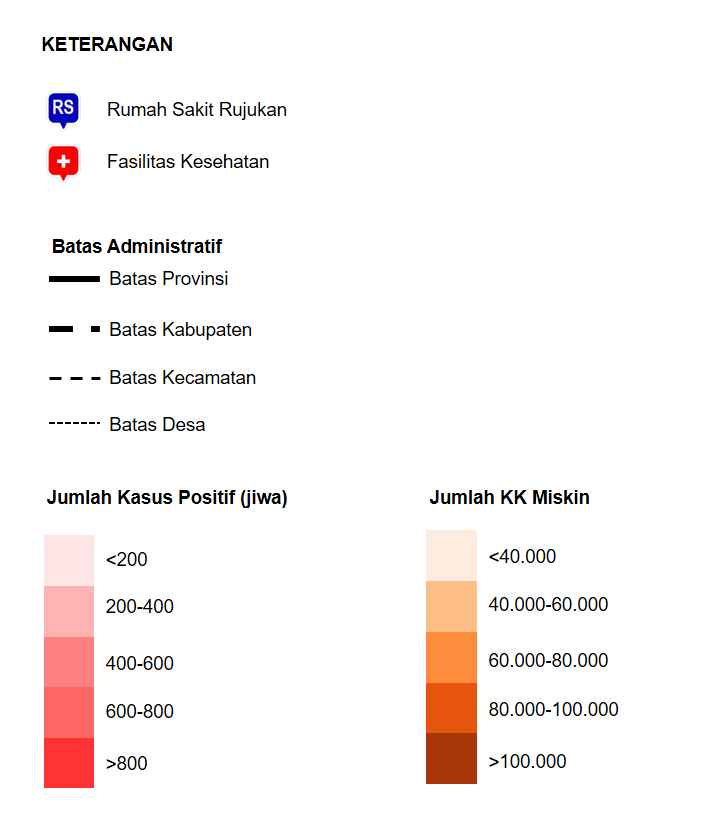 KETERANGAN
RS
Rumah Sakit Rujukan
Fasilitas Kesehatan
Batas Administratif
Batas Provinsi
Batas Kabupaten
Batas Kecamatan
Batas Desa
Jumlah Kasus Positif (jiwa)
<200
200-400
400-600
600-800
>800
Jumlah KK Miskin
<40.000
40.000-60.000
60.000-80.000
80.000-100.000
>100.000